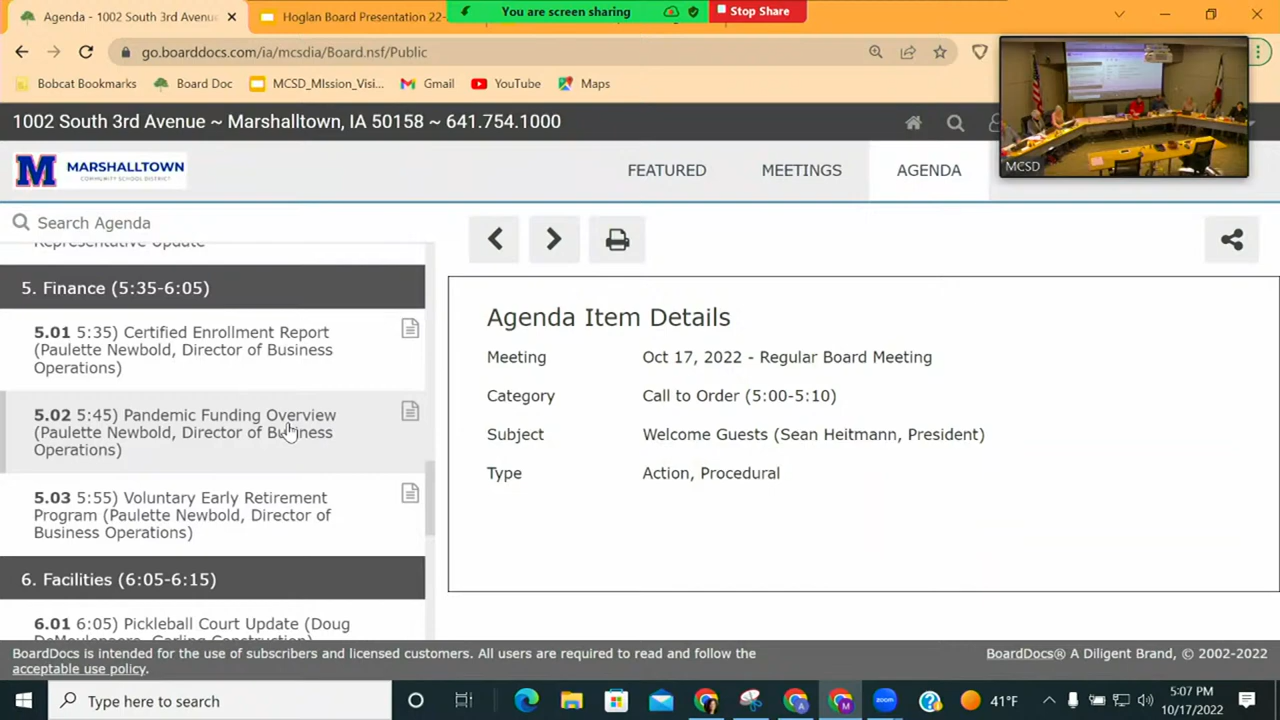 Agenda - 1002 South 3rd Avenu
Hoglan Board Presentation 22-
You are screen sharing
Stop Share
go.boarddocs.com/ia/mcsdia/Board.nsf/Public
Bobcat Bookmarks
Board Doc
MCSD_MIssion_Visi...
Gmail
YouTube
Maps
1002 South 3rd Avenue ~ Marshalltown, IA 50158 ~ 641.754.1000
MCSD
M MARSHALLTOWN
COMMUNITY SCHOOL DISTRICT
FEATURED
MEETINGS
AGENDA
Search Agenda
Representative Update
5. Finance (5:35-6:05)
5.01 5:35) Certified Enrollment Report
(Paulette Newbold, Director of Business
Operations)
5.02 5:45) Pandemic Funding Overview
(Paulette Newbold, Director of Business
Operations)
5.03 5:55) Voluntary Early Retirement
Program (Paulette Newbold, Director of
Business Operations)
6. Facilities (6:05-6:15)
6.01 6:05) Pickleball Court Update (Doug
Agenda Item Details
Meeting Oct 17, 2022 - Regular Board Meeting
Category Call to Order (5:00-5:10)
Subject Welcome Guests (Sean Heitmann, President)
Type Action, Procedural
BoardDocs is intended for the use of subscribers and licensed customers. All users are required to read and follow the
acceptable use policy.
BoardDocs® A Diligent Brand, © 2002-2022
Type here to search
zoom
41°F
5:07 PM
10/17/2022